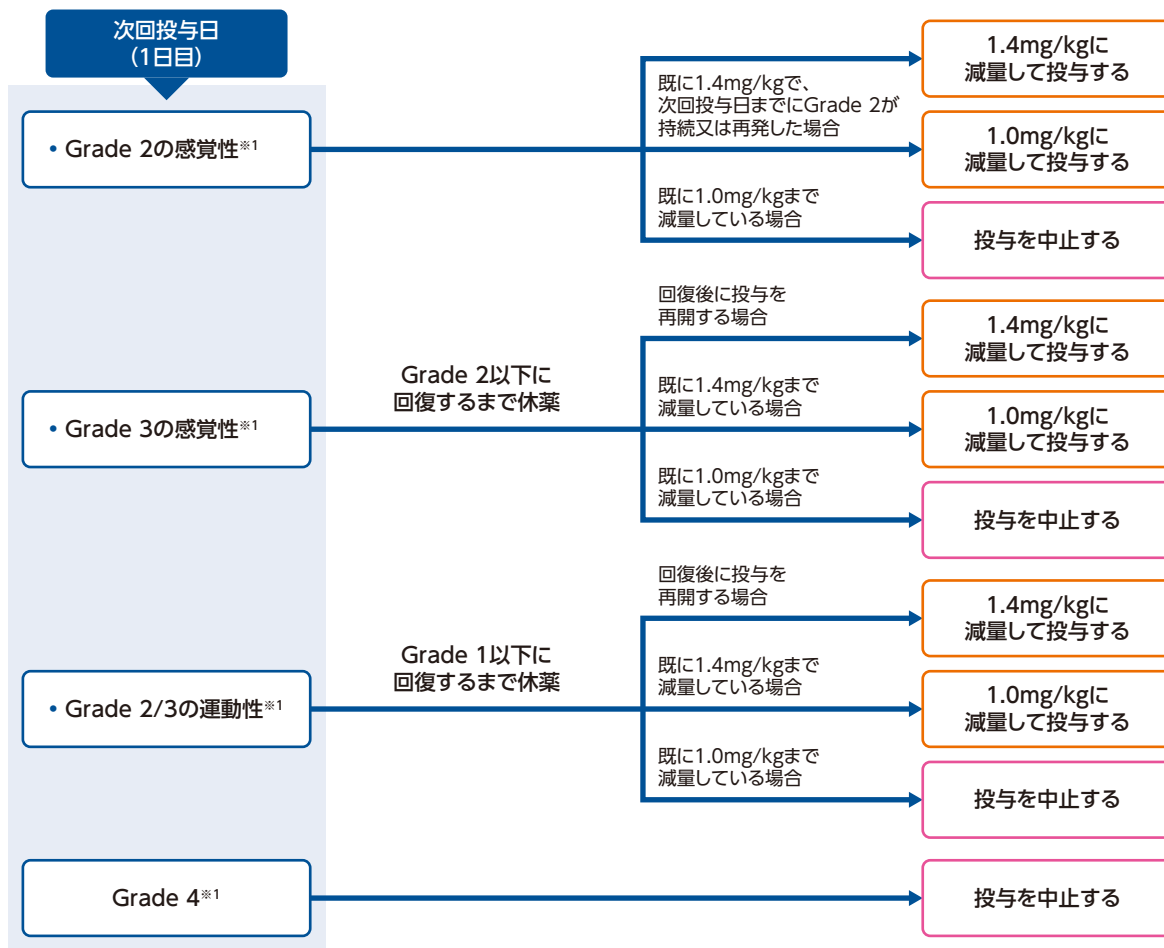 次回投与日
（1日目）
• Grade 2の感覚性※1
1.4mg/kgに
減量して投与する
既に1.4mg/kgで、
次回投与日までにGrade 2が
持続又は再発した場合
1.0mg/kgに
減量して投与する
既に1.0mg/kgまで
減量している場合
投与を中止する
• Grade 3の感覚性※1
Grade 2以下に
回復するまで休薬
回復後に投与を
再開する場合
1.4mg/kgに
減量して投与する
既に1.4mg/kgまで
減量している場合
1.0mg/kgに
減量して投与する
既に1.0mg/kgまで
減量している場合
投与を中止する
• Grade 2/3の運動性※1
Grade 1以下に
回復するまで休薬
回復後に投与を
再開する場合
1.4mg/kgに
減量して投与する
既に1.4mg/kgまで
減量している場合
1.0mg/kgに
減量して投与する
既に1.0mg/kgまで
減量している場合
投与を中止する
Grade 4※1
投与を中止する